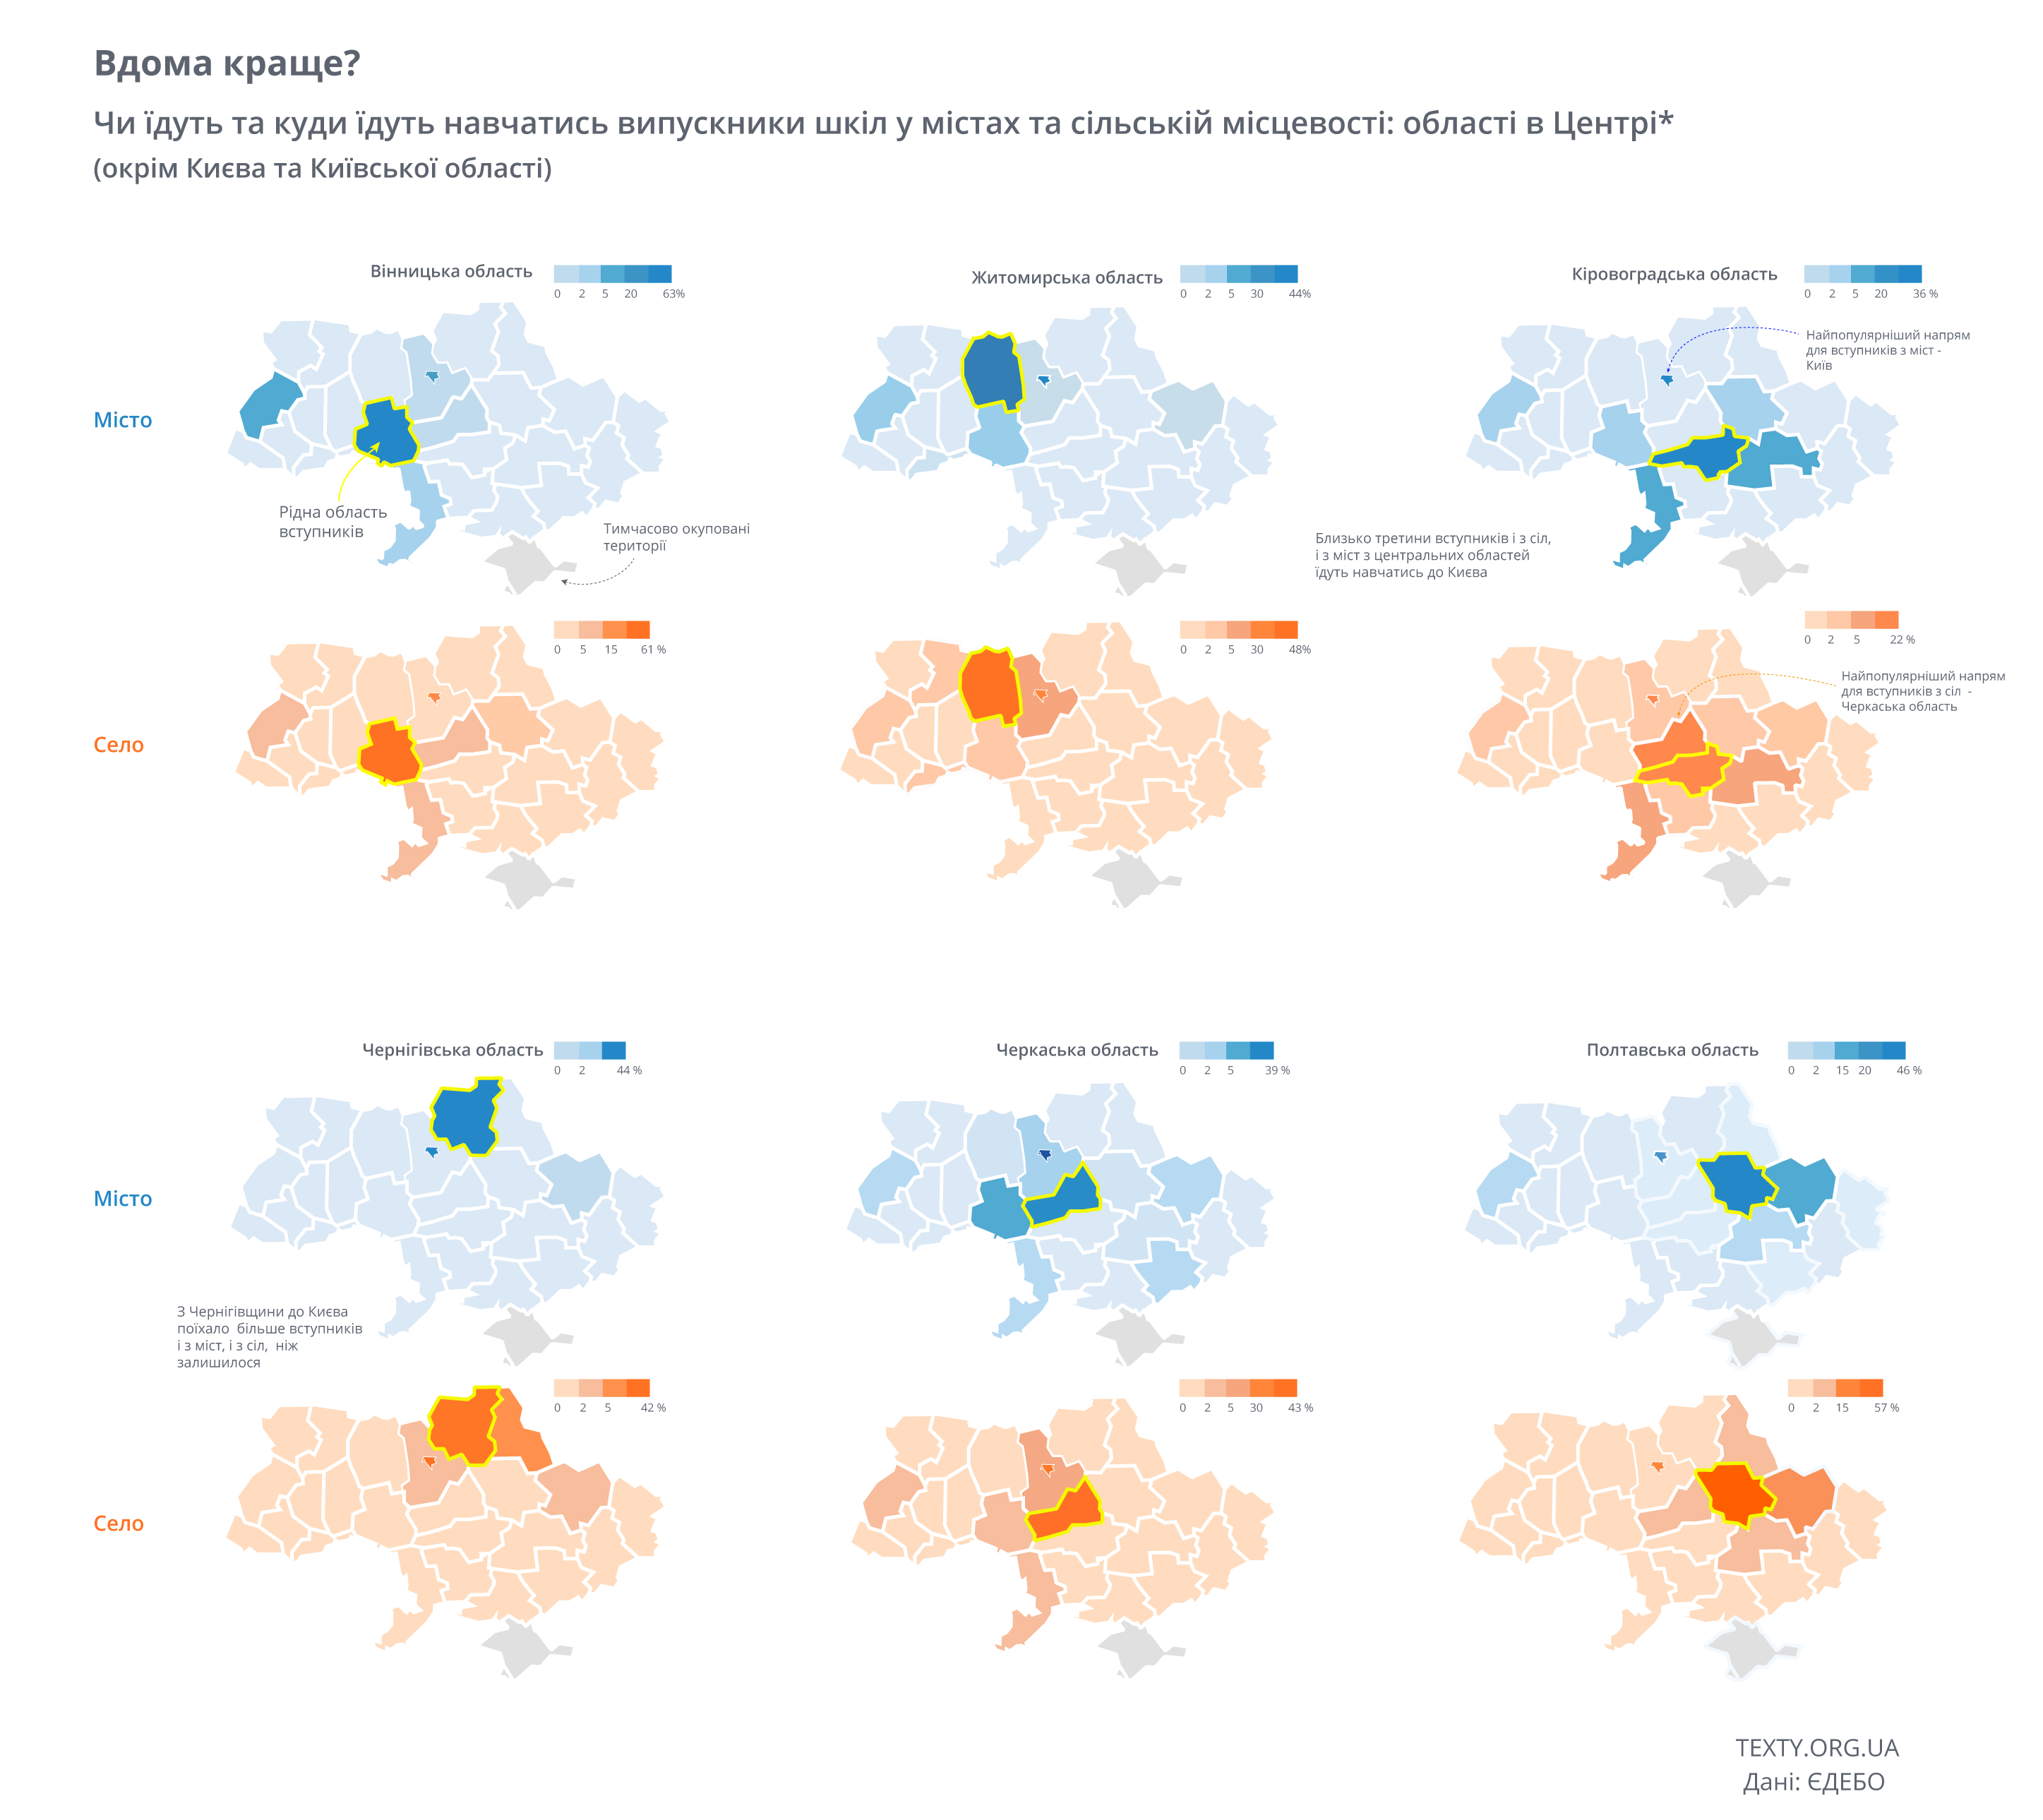 Вдома краще?
Чи їдуть та куди їдуть навчатись випускники шкіл у містах та сільській місцевості: області в Центрі*
(окрім Києва та Київської області)
Вінницька область
0 2 5 20 63%
Житомирська область
0 2 5 30 44%
Кіровоградська область
0 2 5 20 36 %
Найпопулярніший напрям
для вступників з міст -
Київ
Місто
Рідна область
вступників
Тимчасово окуповані
території
Близько третини вступників і з сіл,
і з міст з центральних областей
їдуть навчатись до Києва
0 5 15 61 %
0 2 5 30 48%
0 2 5 22 %
Найпопулярніший напрям
для вступників з сіл -
Черкаська область
Село
Чернігівська область
0 2 44 %
Черкаська область
0 2 5 39 %
Полтавська область
0 2 15 20 46 %
Місто
З Чернігівщини до Києва
поїхало більше вступників
і з міст, і з сіл, ніж
залишилося
0 2 5 42 %
0 2 5 30 43 %
0 2 15 57 %
Село
TEXTY.ORG.UA
Дані: ЄДЕБО